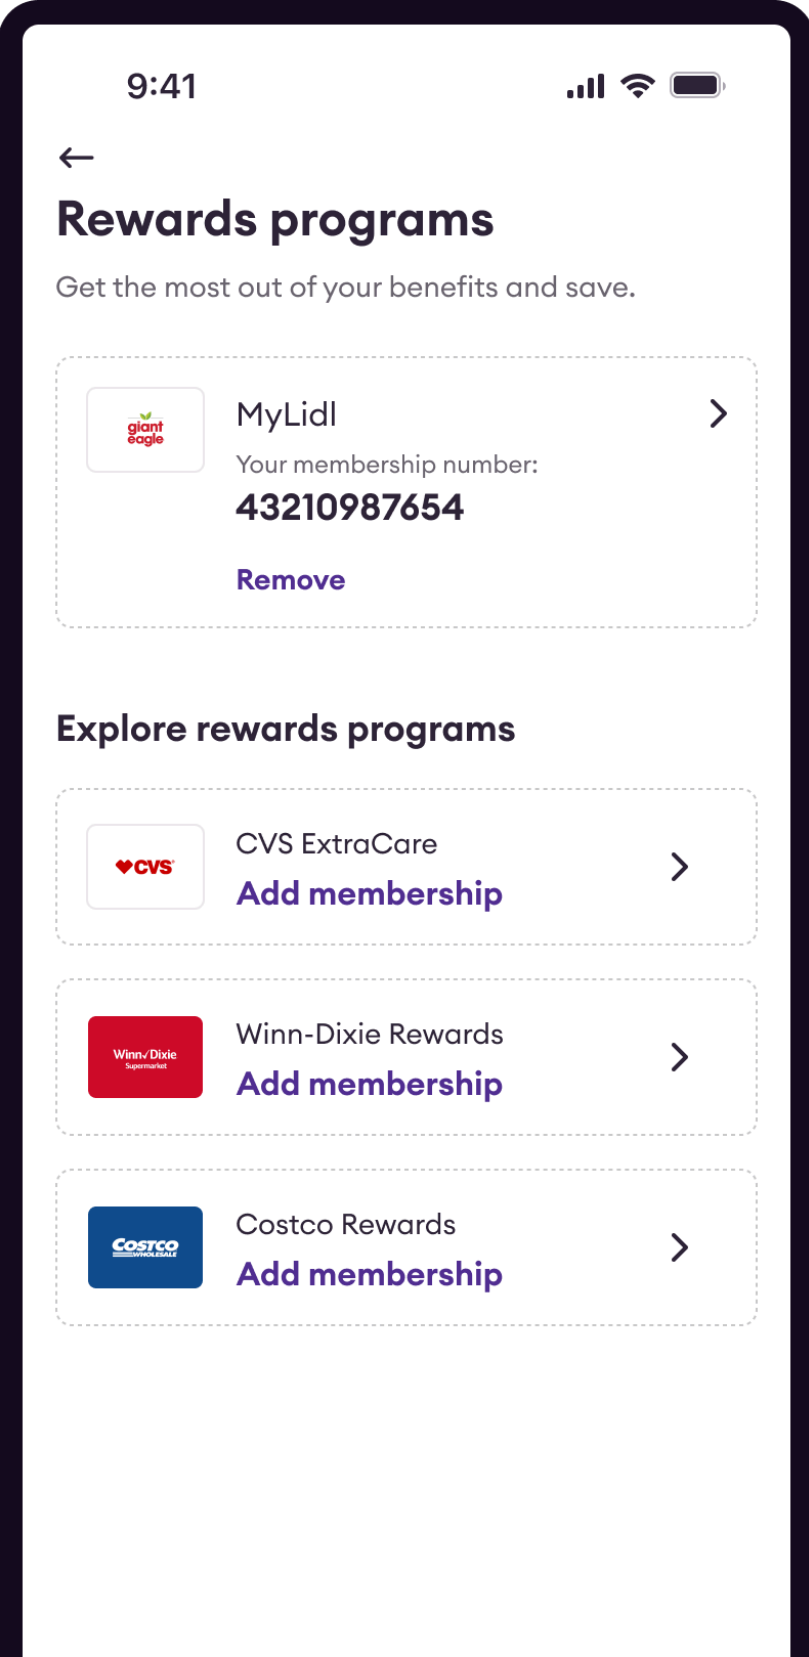 9:41
Rewards programs
Get the most out of your benefits and save.
giant
eagle
MyLidl
Your membership number:
43210987654
Remove
Explore rewards programs
CVS
CVS ExtraCare
Add membership
Winn✓Dixie
Supermarket
Winn-Dixie Rewards
Add membership
COSTCO
WHOLESALE
Costco Rewards
Add membership